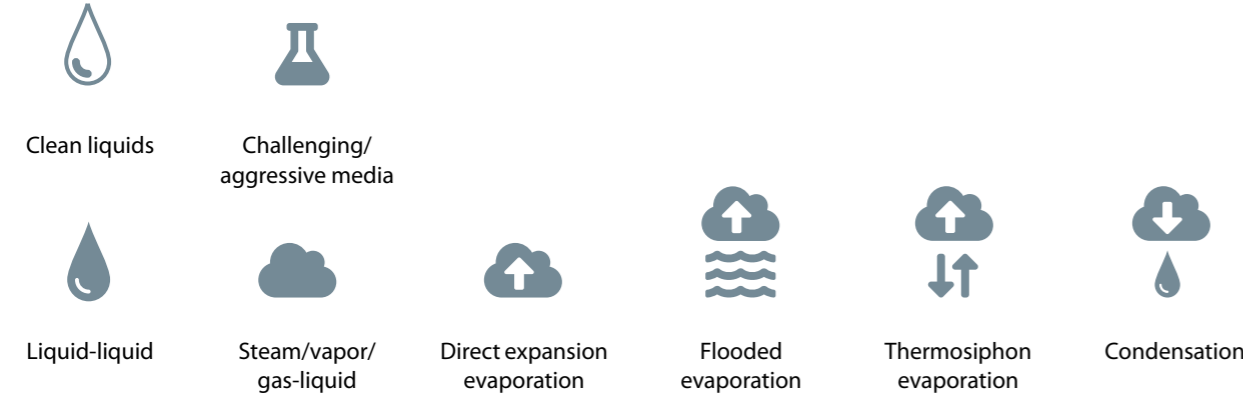 Clean liquids
Challenging/
aggressive media
Liquid-liquid
Steam/vapor/
gas-liquid
Direct expansion
evaporation
Flooded
evaporation
Thermosiphon
evaporation
Condensation